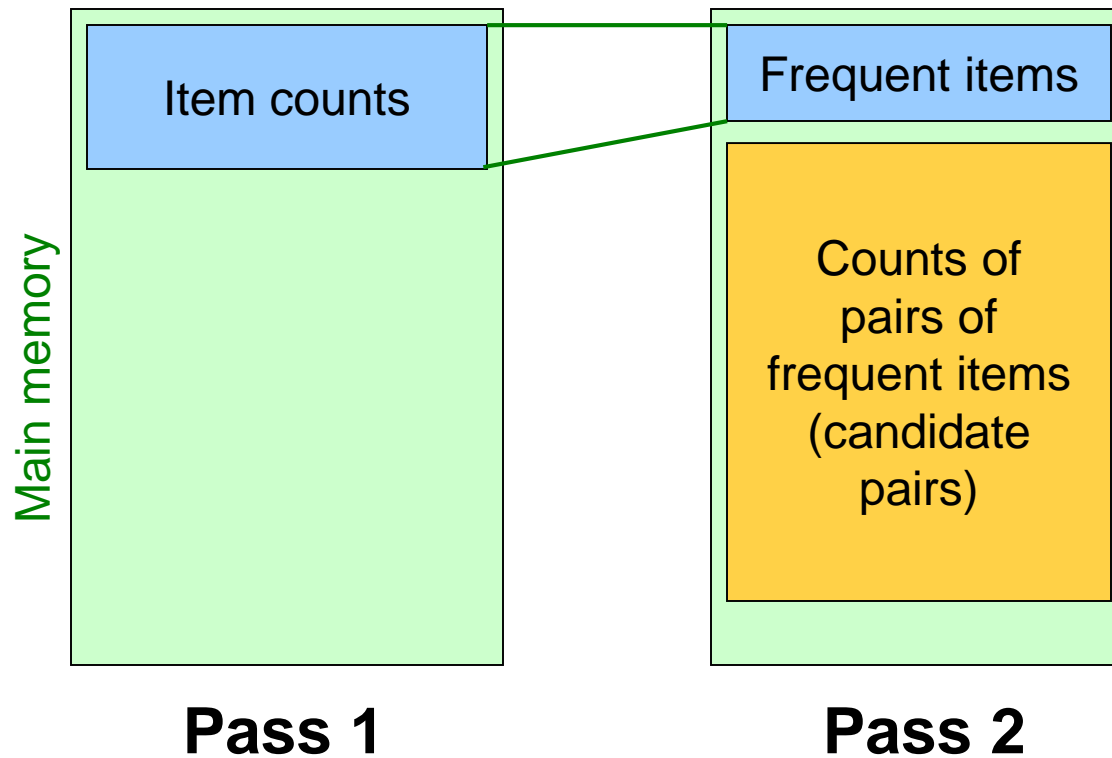 Main memory
Item counts
Frequent items
Counts of
pairs of
frequent items
(candidate
pairs)
Pass 1
Pass 2